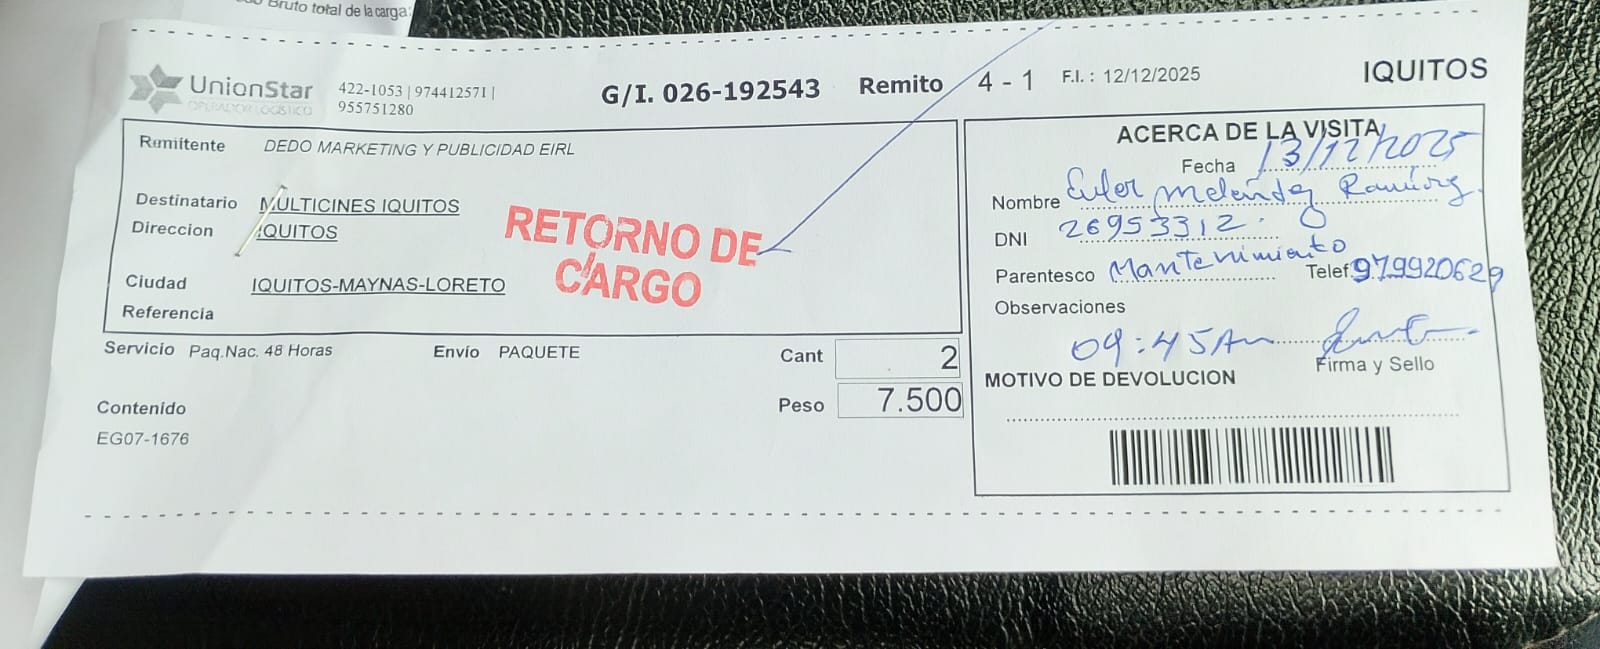 Bruto total de la carga:
UnionStar
OPERADOR LOGISTICO
422-1053 | 974412571 |
955751280
G/I. 026-192543 Remito 4 - 1 F.I. : 12/12/2025 IQUITOS
Remitente DEDO MARKETING Y PUBLICIDAD EIRL
Destinatario MULTICINES IQUITOS
Direccion IQUITOS
Ciudad IQUITOS-MAYNAS-LORETO
Referencia
RETORNO DE
CARGO
Servicio Paq.Nac. 48 Horas Envío PAQUETE Cant 2
Peso 7.500
Contenido
EG07-1676
ACERCA DE LA VISITA
Fecha 13/12/2025
Nombre Euler Meléndez Ramírez
DNI 26953312.
Parentesco Mantenimiento Telef 979920629
Observaciones
09:45Am
Firma y Sello
MOTIVO DE DEVOLUCION